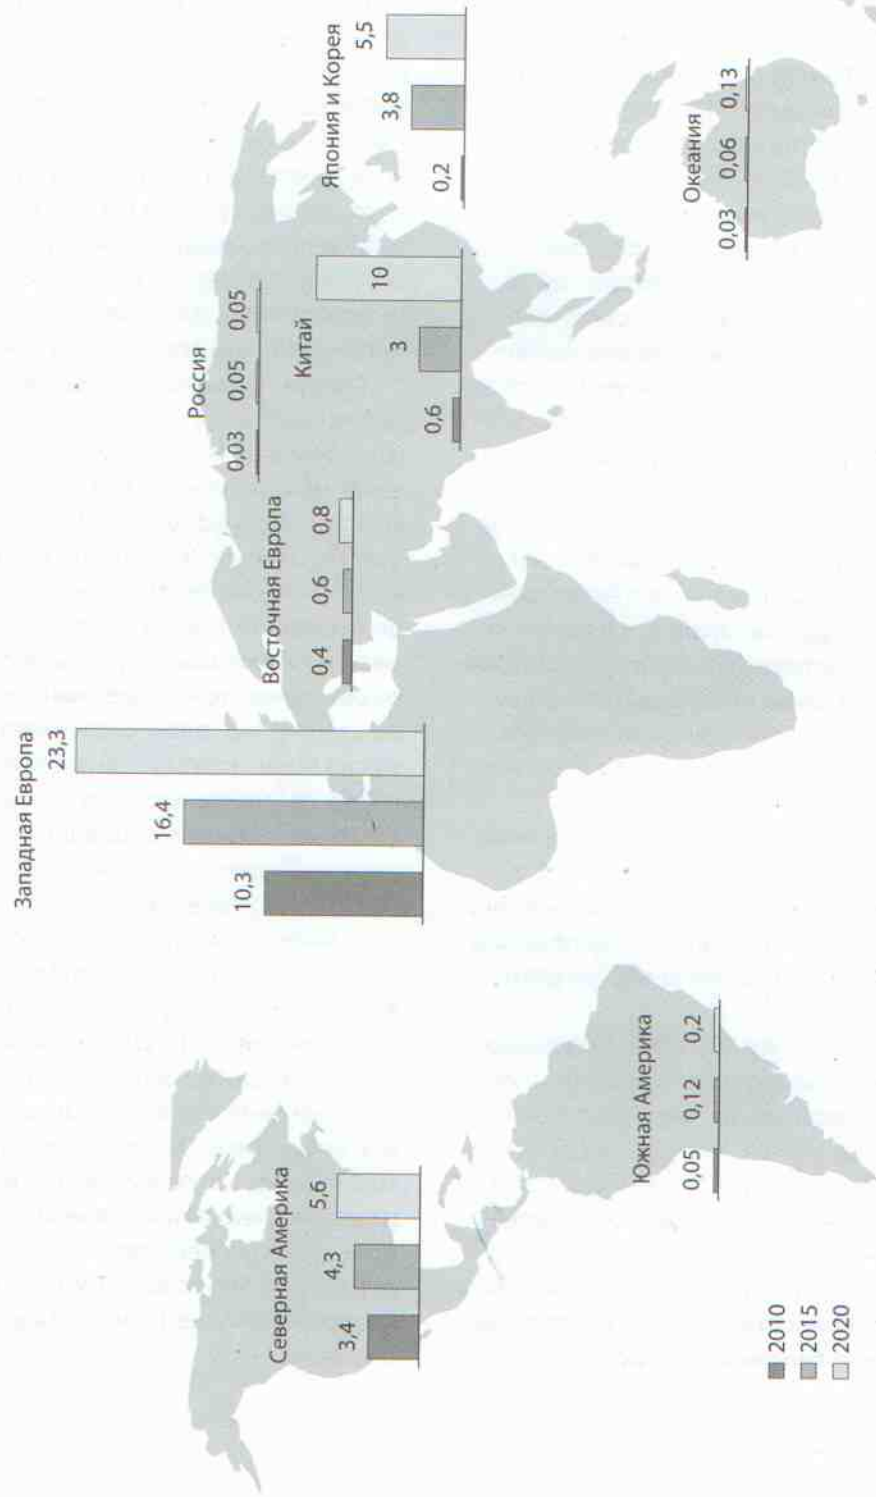 Западная Европа
10,3 16,4 23,3
Россия
0,03 0,05 0,05
Восточная Европа
0,4 0,6 0,8
Северная Америка
3,4 4,3 5,6
Китай
0,6 3 10
Япония и Корея
0,2 3,8 5,5
Южная Америка
0,05 0,12 0,2
Океания
0,03 0,06 0,13
2010
2015
2020